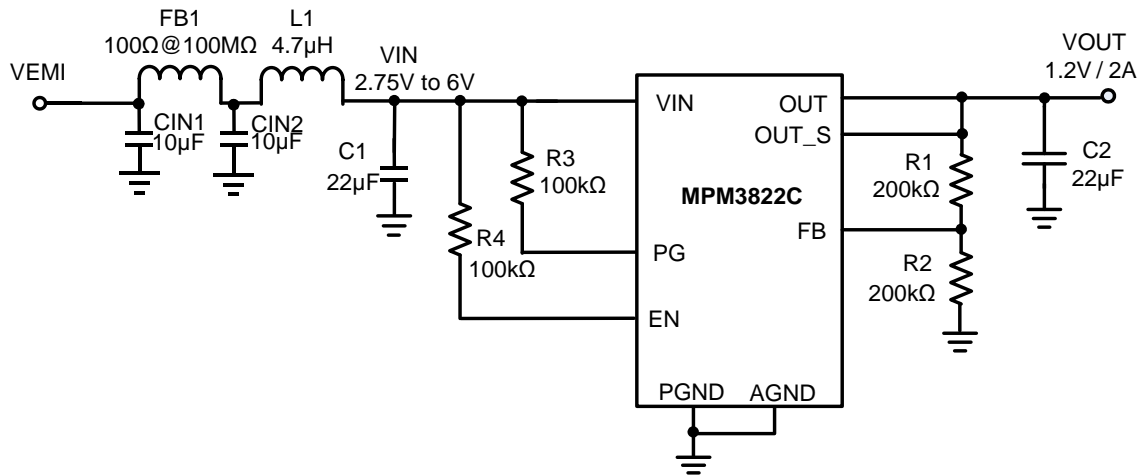 FB1
100Ω@100MΩ
L1
4.7µH
VEMI
VIN
2.75V to 6V
CIN1
10µF
CIN2
10µF
C1
22µF
R3
100kΩ
R4
100kΩ
VIN
PG
EN
MPM3822C
OUT
OUT_S
FB
PGND
AGND
VOUT
1.2V / 2A
R1
200kΩ
R2
200kΩ
C2
22µF